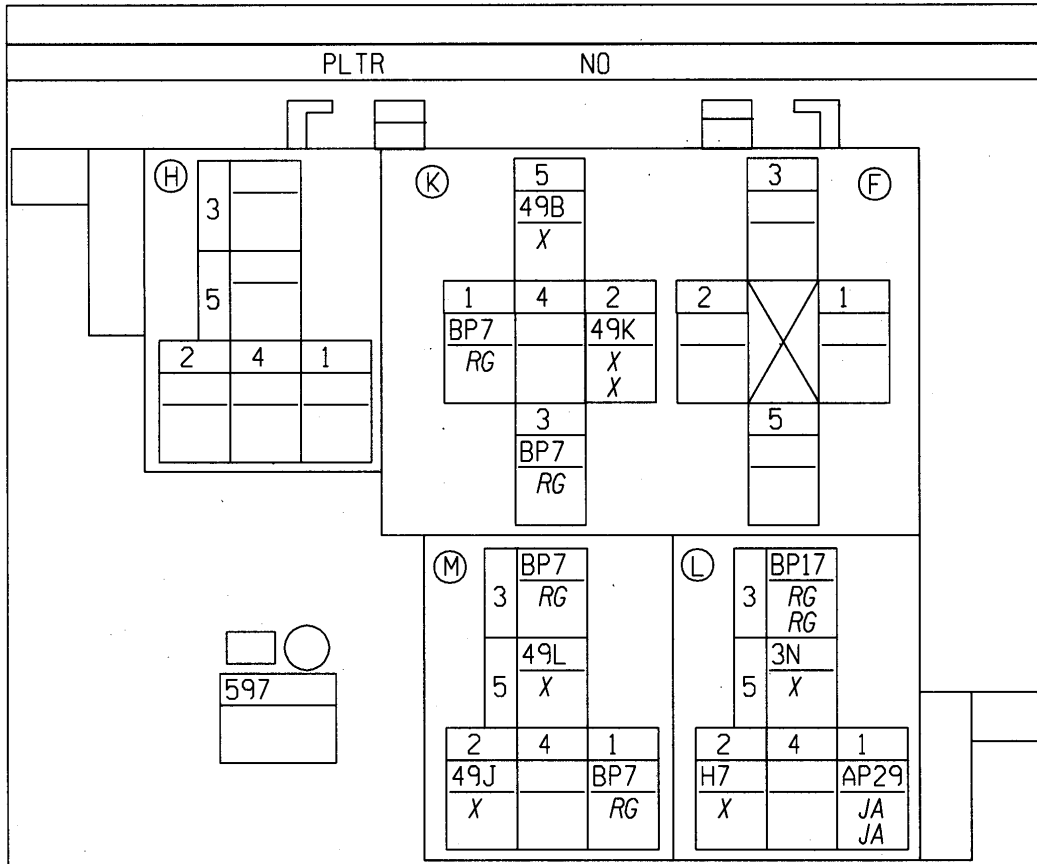 PLTR NO
H
3
5
2 4 1
K
5
49B
X
1 4 2
BP7 49K
RG X
X
3
BP7
RG
F
3
2 1
5
M
3 BP7
RG
5 49L
X
2 4 1
49J BP7
X RG
L
3 BP17
RG
RG
5 3N
X
2 4 1
H7 AP29
X JA
JA
597